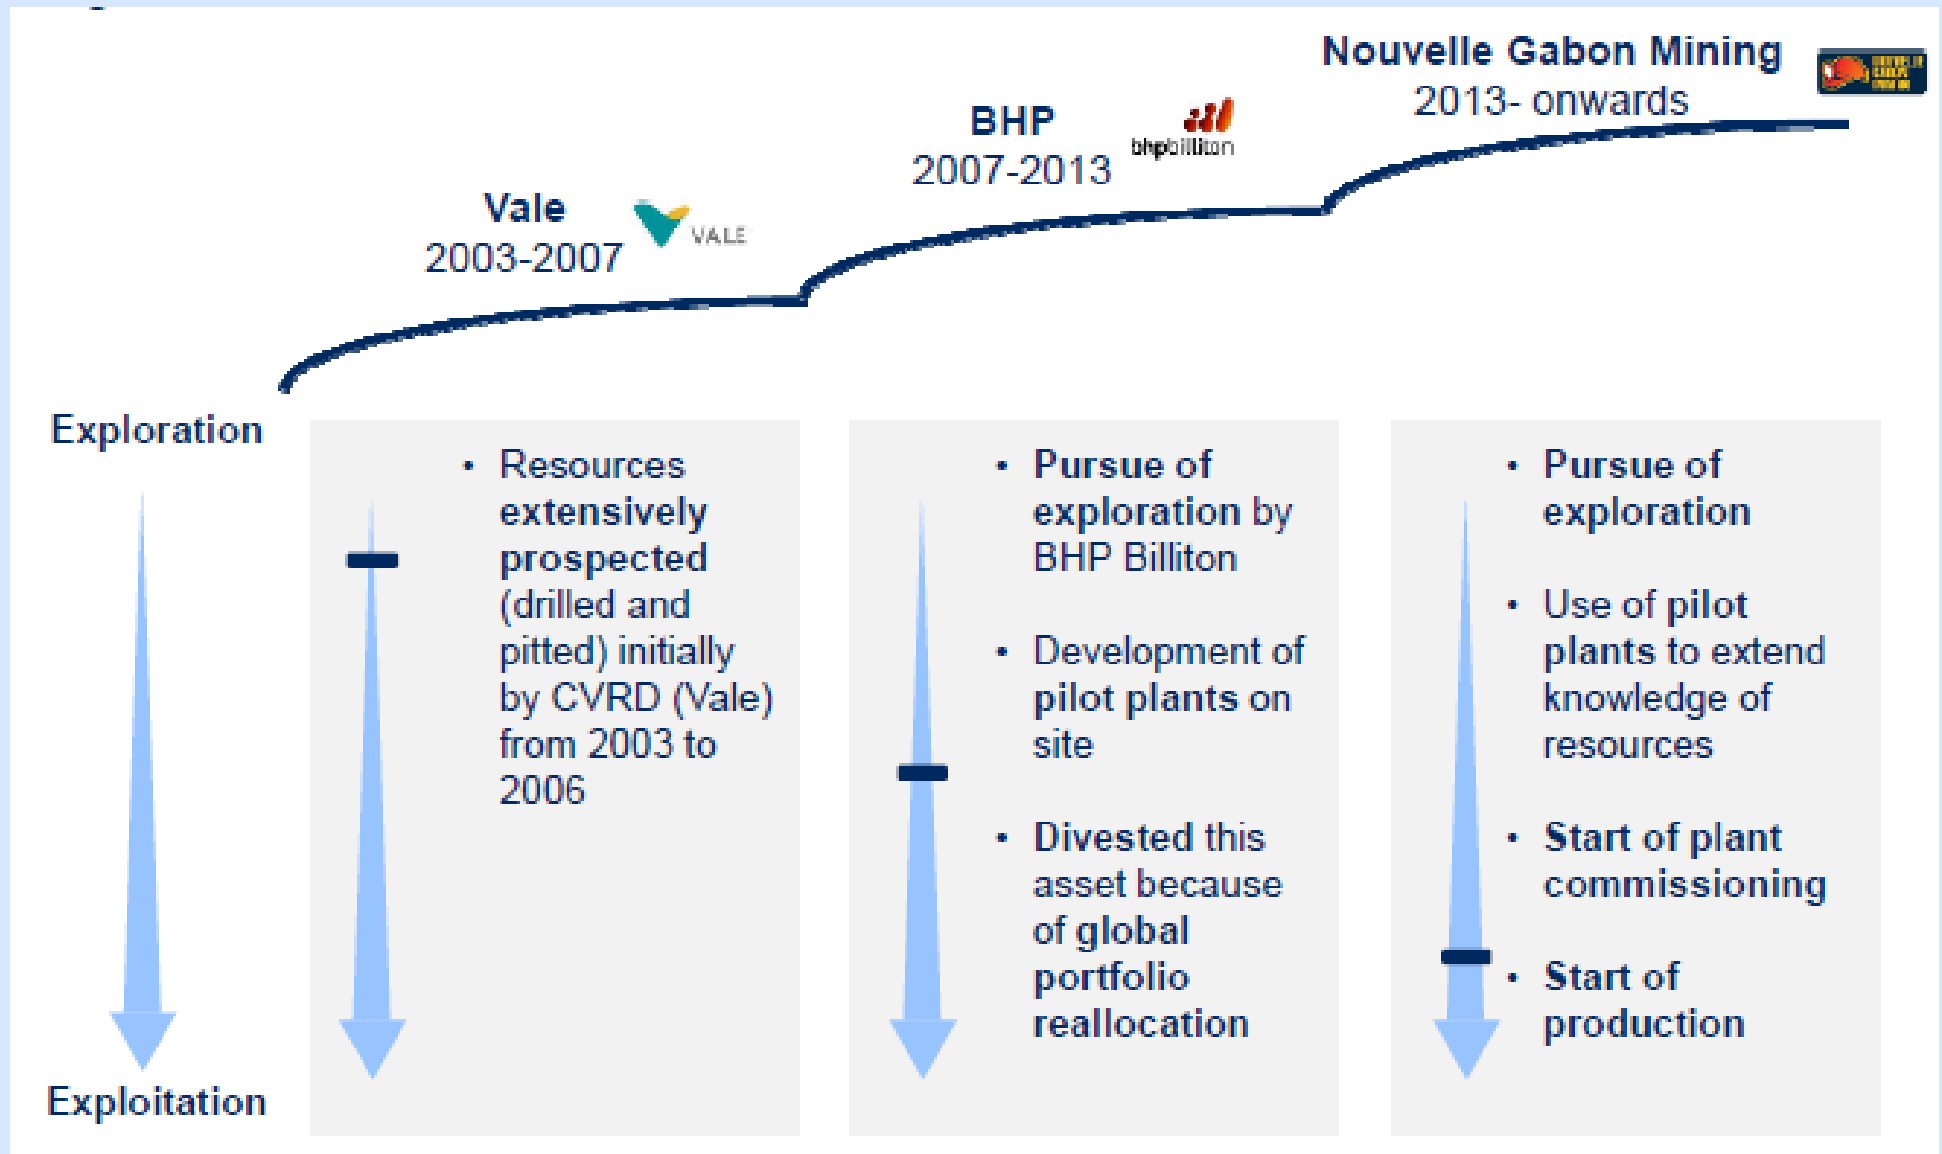 Nouvelle Gabon Mining
2013- onwards
BHP
2007-2013
bhpbilliton
Vale
2003-2007
VALE
Exploration
Exploitation
• Resources
extensively
prospected
(drilled and
pitted) initially
by CVRD (Vale)
from 2003 to
2006
• Pursue of
exploration by
BHP Billiton
• Development of
pilot plants on
site
• Divested this
asset because
of global
portfolio
reallocation
• Pursue of
exploration
• Use of pilot
plants to extend
knowledge of
resources
• Start of plant
commissioning
• Start of
production